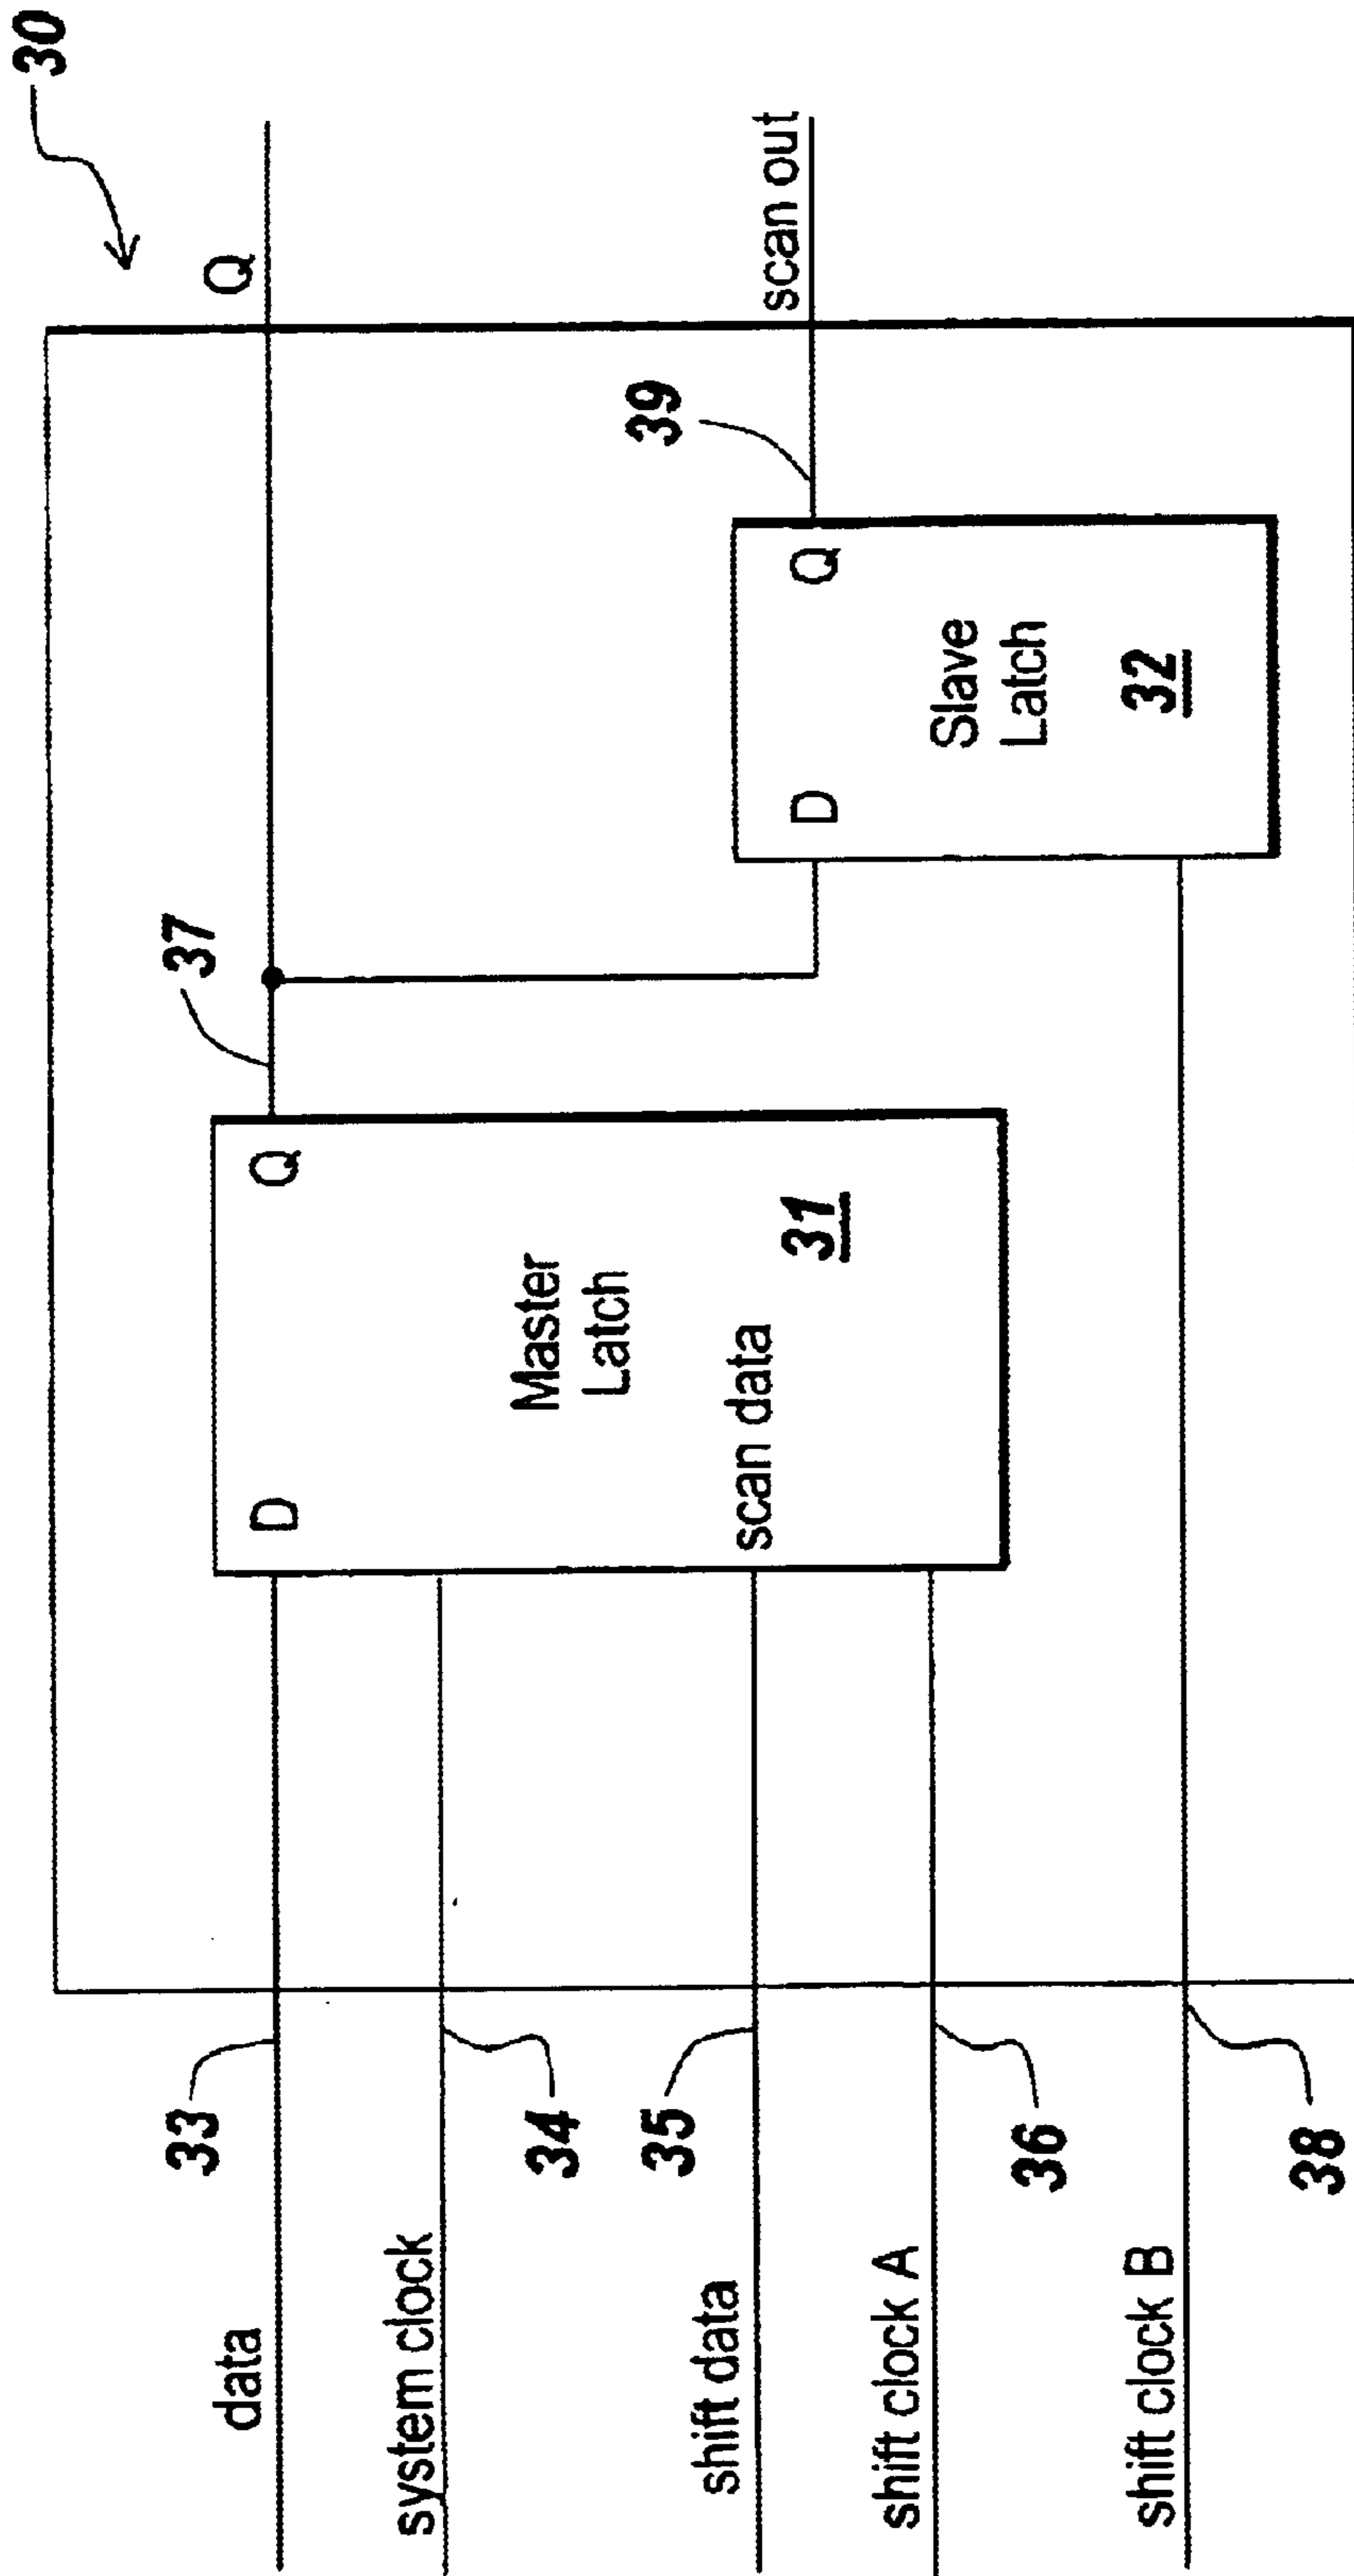 30
Q
37
39
scan out
33
data
D
Q
34
system clock
Master
Latch
31
35
shift data
scan data
D
Q
36
shift clock A
Slave
Latch
32
38
shift clock B